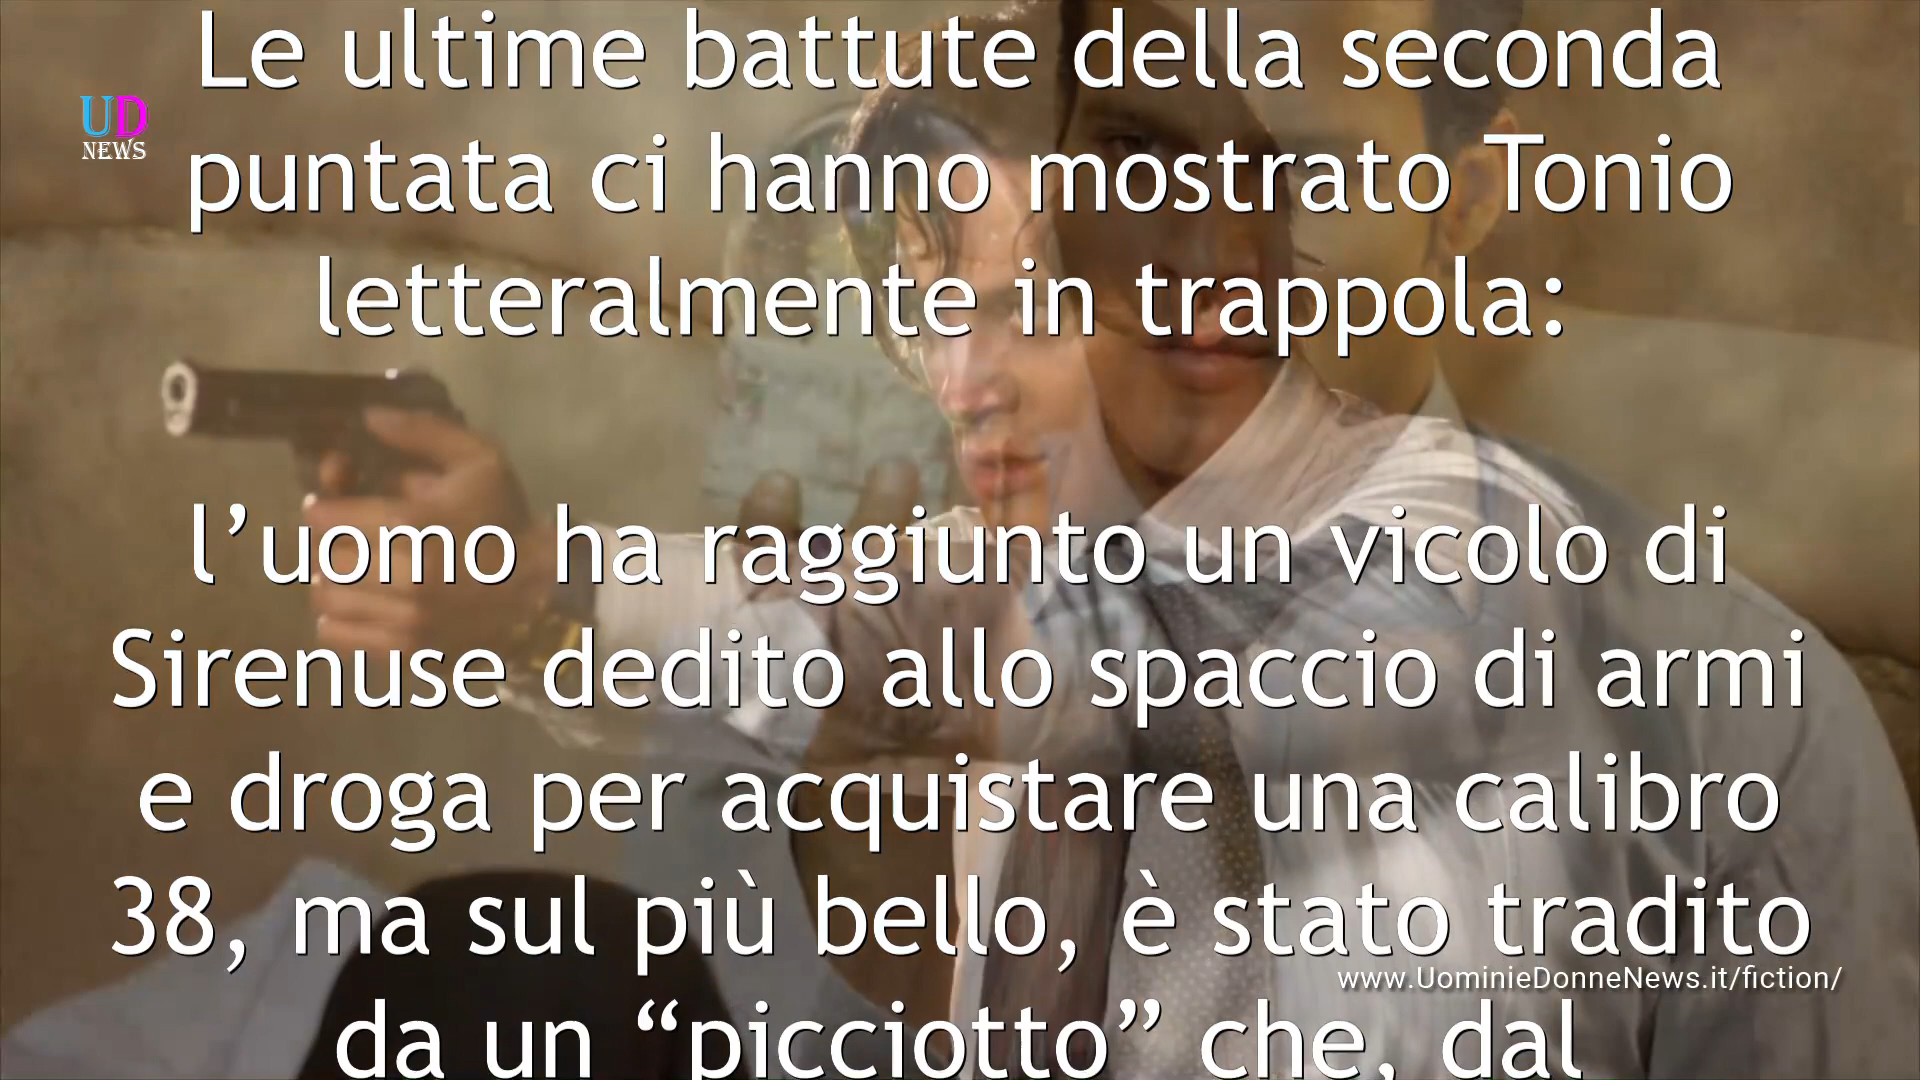 Le ultime battute della seconda
UD
NEWS
puntata ci hanno mostrato Tonio
letteralmente in trappola:
l’uomo ha raggiunto un vicolo di
Sirenuse dedito allo spaccio di armi
e droga per acquistare una calibro
38, ma sul più bello, è stato tradito
www.UominieDonneNews.it/fiction/
da un “picciotto” che, dal